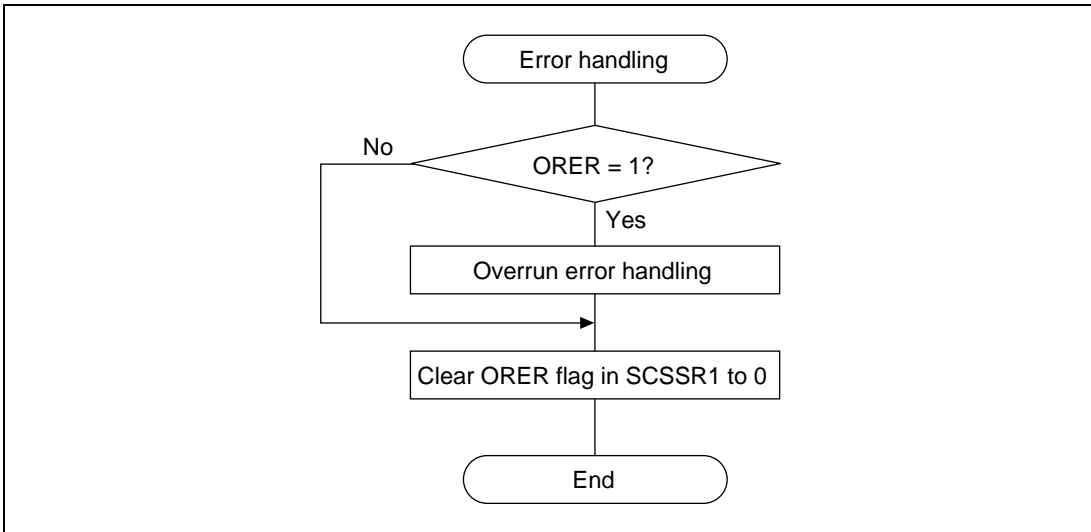 Error handling
No
ORER = 1?
Yes
Overrun error handling
Clear ORER flag in SCSSR1 to 0
End